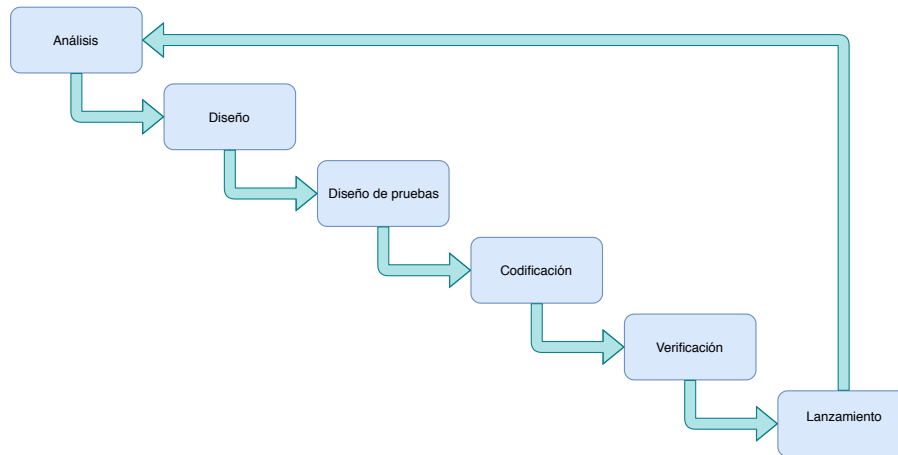 Análisis
Diseño
Diseño de pruebas
Codificación
Verificación
Lanzamiento